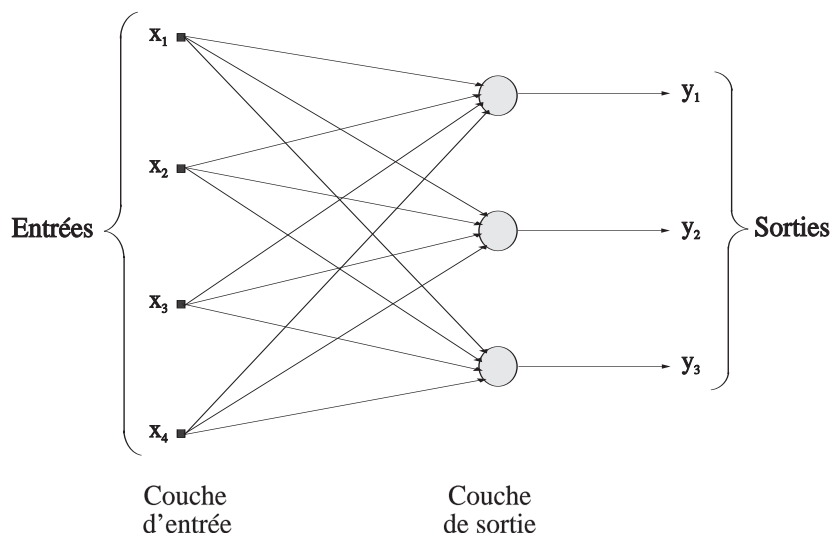 x₁
x₂
x₃
x₄
Entrées
y₁
y₂
y₃
Sorties
Couche
d'entrée
Couche
de sortie